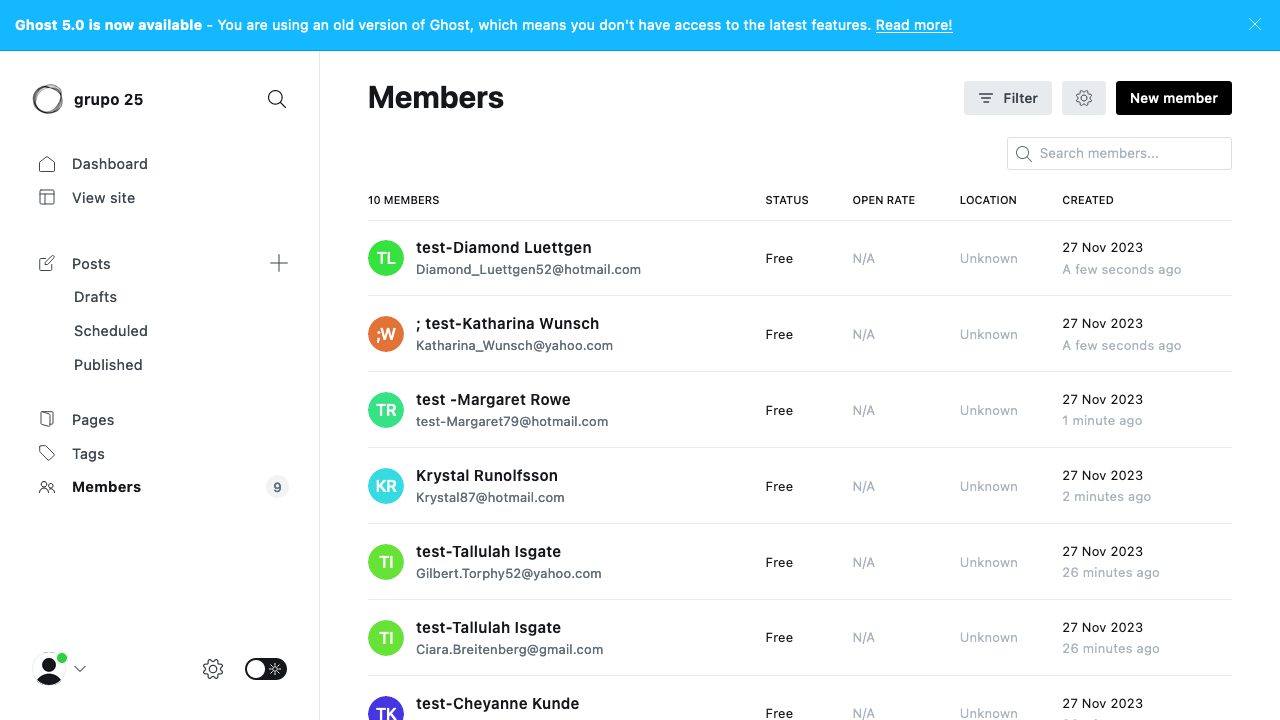 Ghost 5.0 is now available - You are using an old version of Ghost, which means you don't have access to the latest features. Read more!
grupo 25
Dashboard
View site
Posts
Drafts
Scheduled
Published
Pages
Tags
Members 9
Members
Filter
New member
Search members...
10 MEMBERS STATUS OPEN RATE LOCATION CREATED
TL test-Diamond Luettgen Free N/A Unknown 27 Nov 2023
Diamond_Luettgen52@hotmail.com A few seconds ago
;W ; test-Katharina Wunsch Free N/A Unknown 27 Nov 2023
Katharina_Wunsch@yahoo.com A few seconds ago
TR test -Margaret Rowe Free N/A Unknown 27 Nov 2023
test-Margaret79@hotmail.com 1 minute ago
KR Krystal Runolfsson Free N/A Unknown 27 Nov 2023
Krystal87@hotmail.com 2 minutes ago
TI test-Tallulah Isgate Free N/A Unknown 27 Nov 2023
Gilbert.Torphy52@yahoo.com 26 minutes ago
TI test-Tallulah Isgate Free N/A Unknown 27 Nov 2023
Ciara.Breitenberg@gmail.com 26 minutes ago
TK test-Cheyanne Kunde Free N/A Unknown 27 Nov 2023